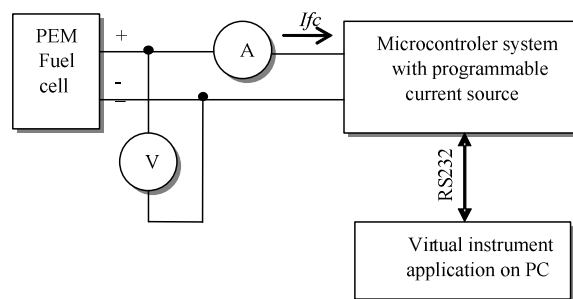 PEM
Fuel
cell
+
-
A
Ifc
V
Microcontroler system
with programmable
current source
RS232
Virtual instrument
application on PC